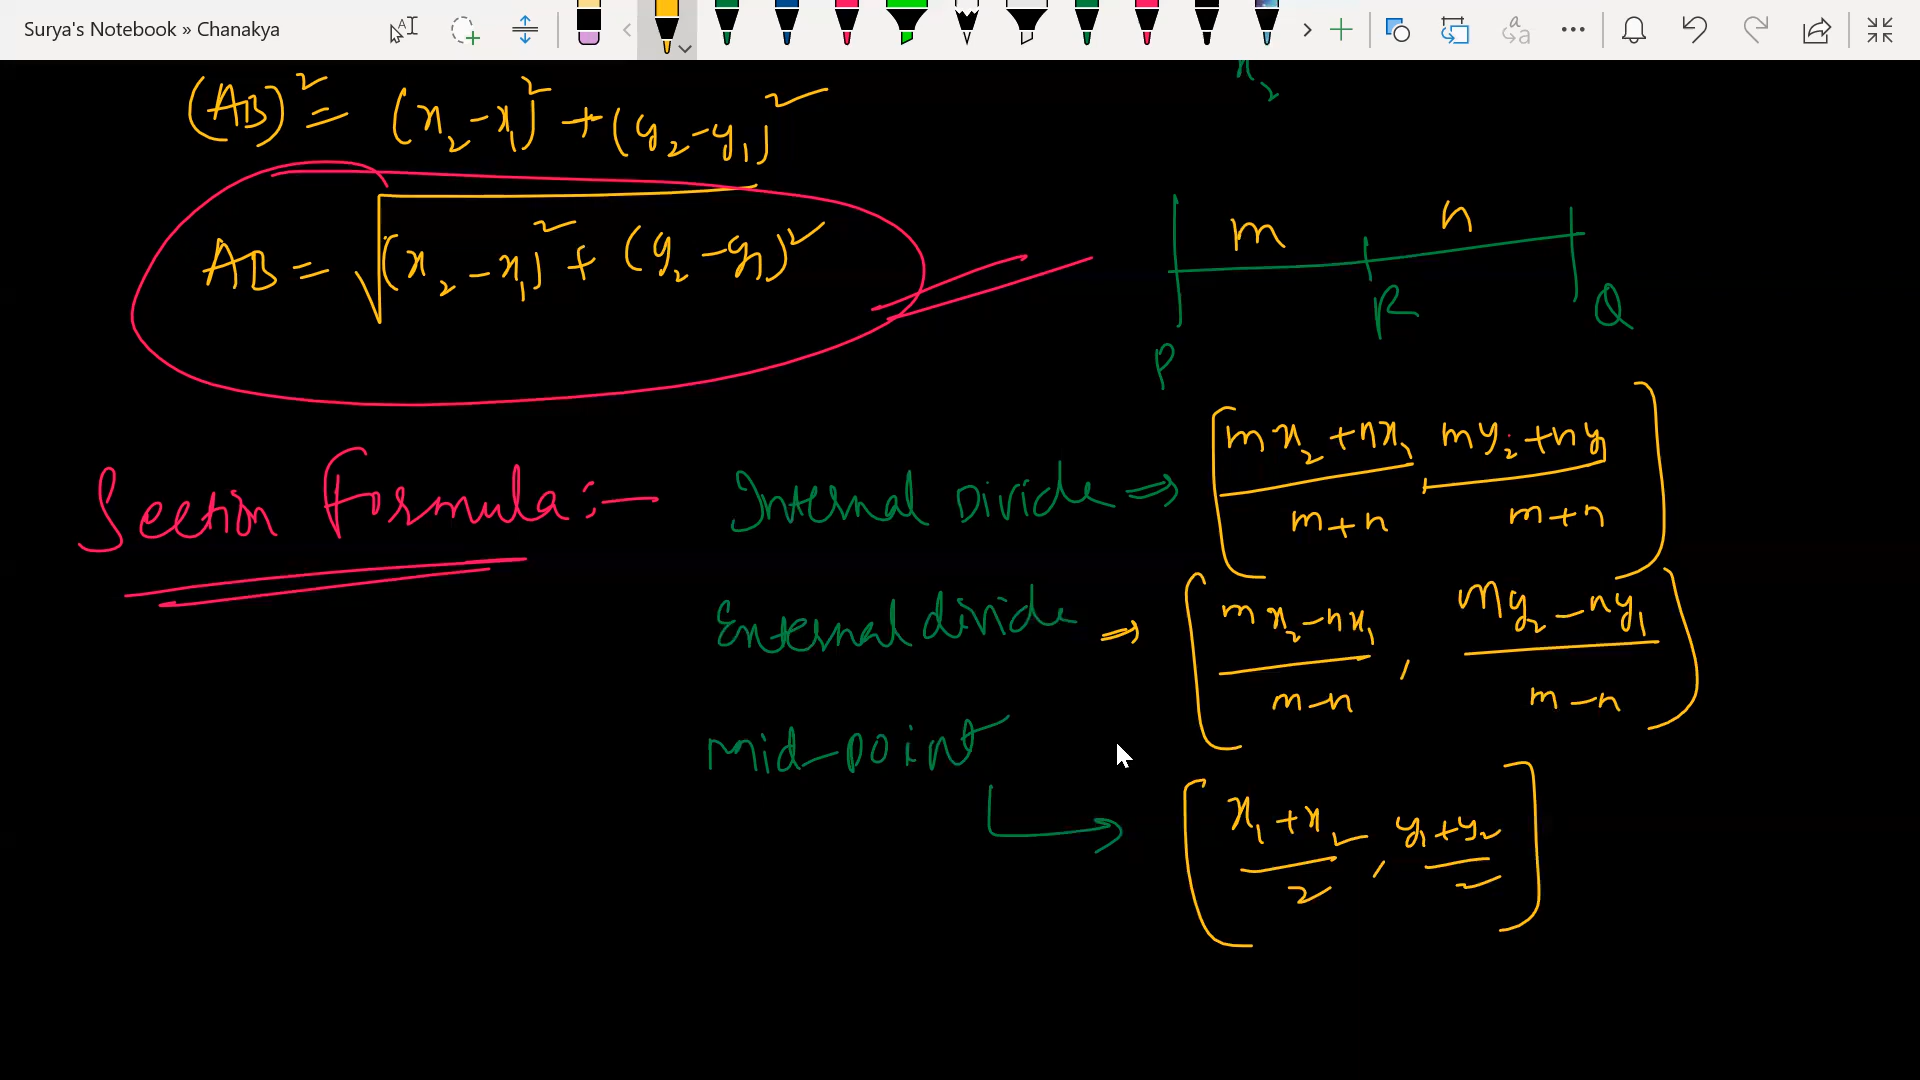 Surya's Notebook » Chanakya
x₂
(AB)² = (x₂-x₁)² + (y₂-y₁)²
AB = √(x₂-x₁)² + (y₂-y₁)²
m n
P R Q
Section Formula:-
Internal Divide ⇒ [mx₂+nx₁/m+n my₂+ny₁/m+n]
External divide ⇒ (mx₂-nx₁/m-n, my₂-ny₁/m-n)
mid-point
[x₁+x₂/2, y₁+y₂/2]